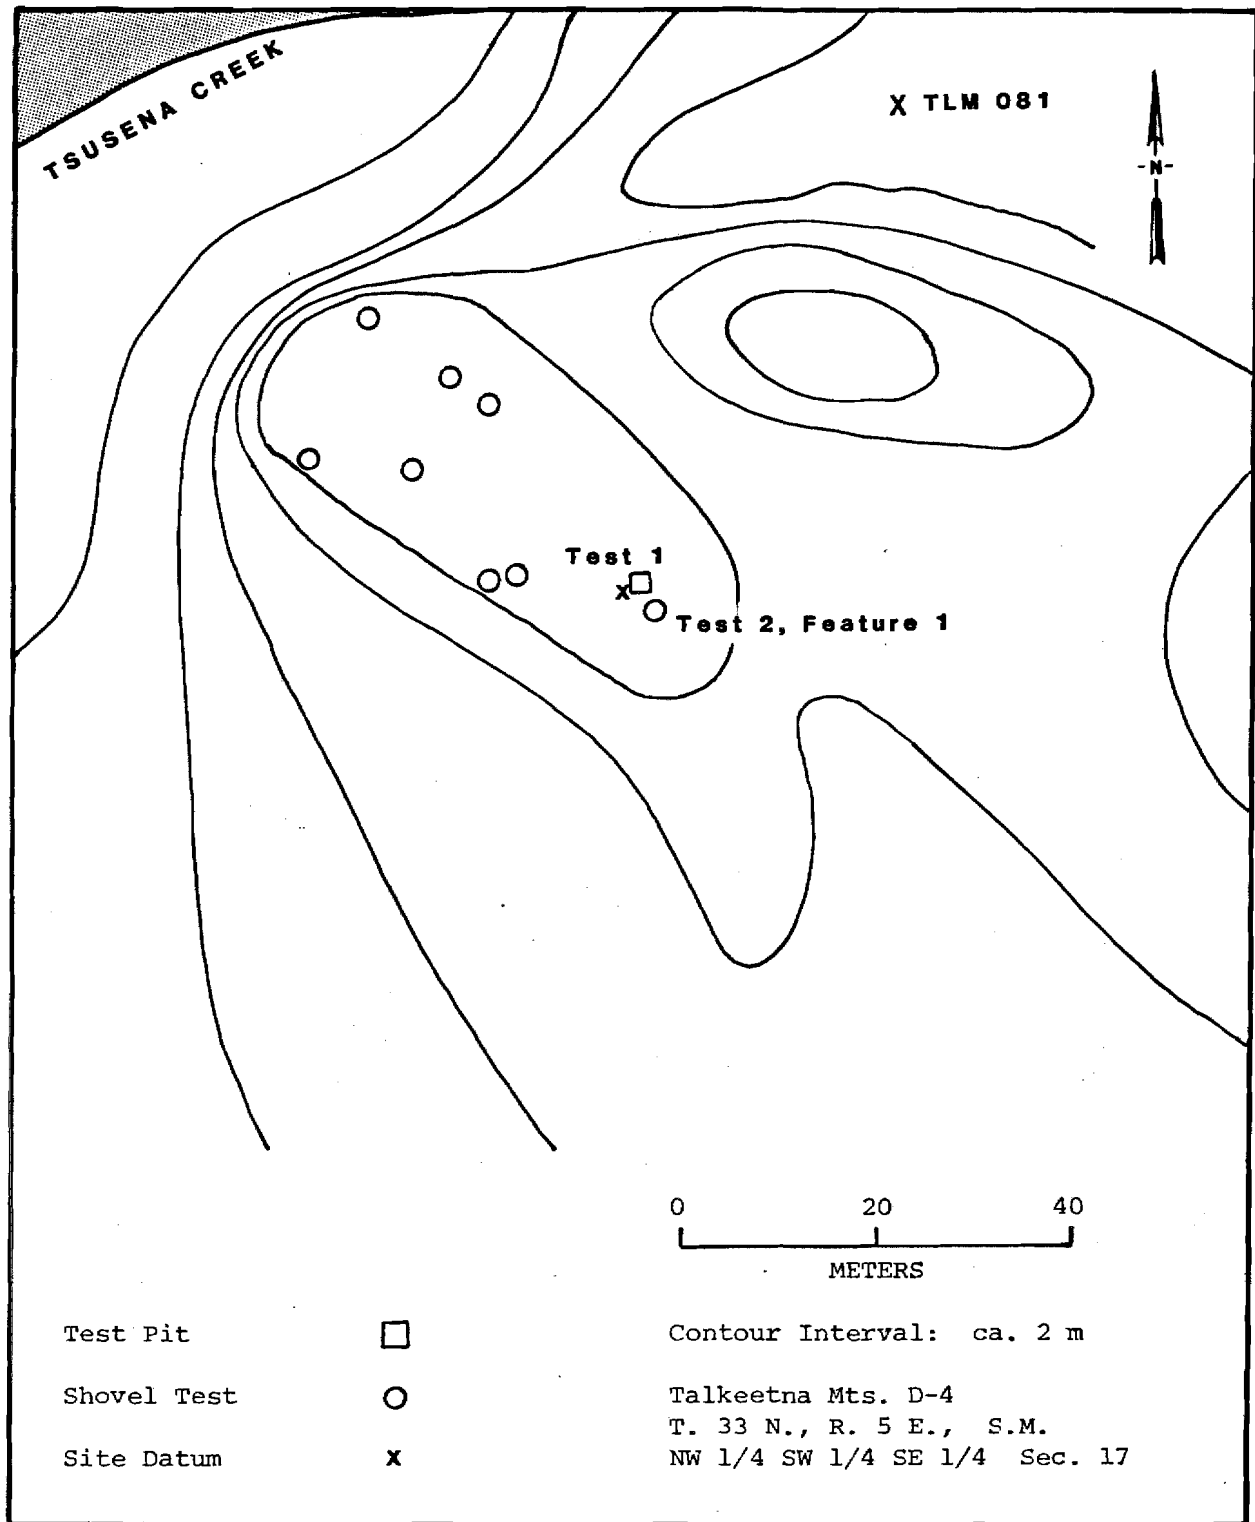 TSUSENA CREEK
X TLM 081
-N-
Test 1
x
Test 2, Feature 1
0 20 40
METERS
Test Pit
Contour Interval: ca. 2 m
Shovel Test
Talkeetna Mts. D-4
T. 33 N., R. 5 E., S.M.
Site Datum x
NW 1/4 SW 1/4 SE 1/4 Sec. 17